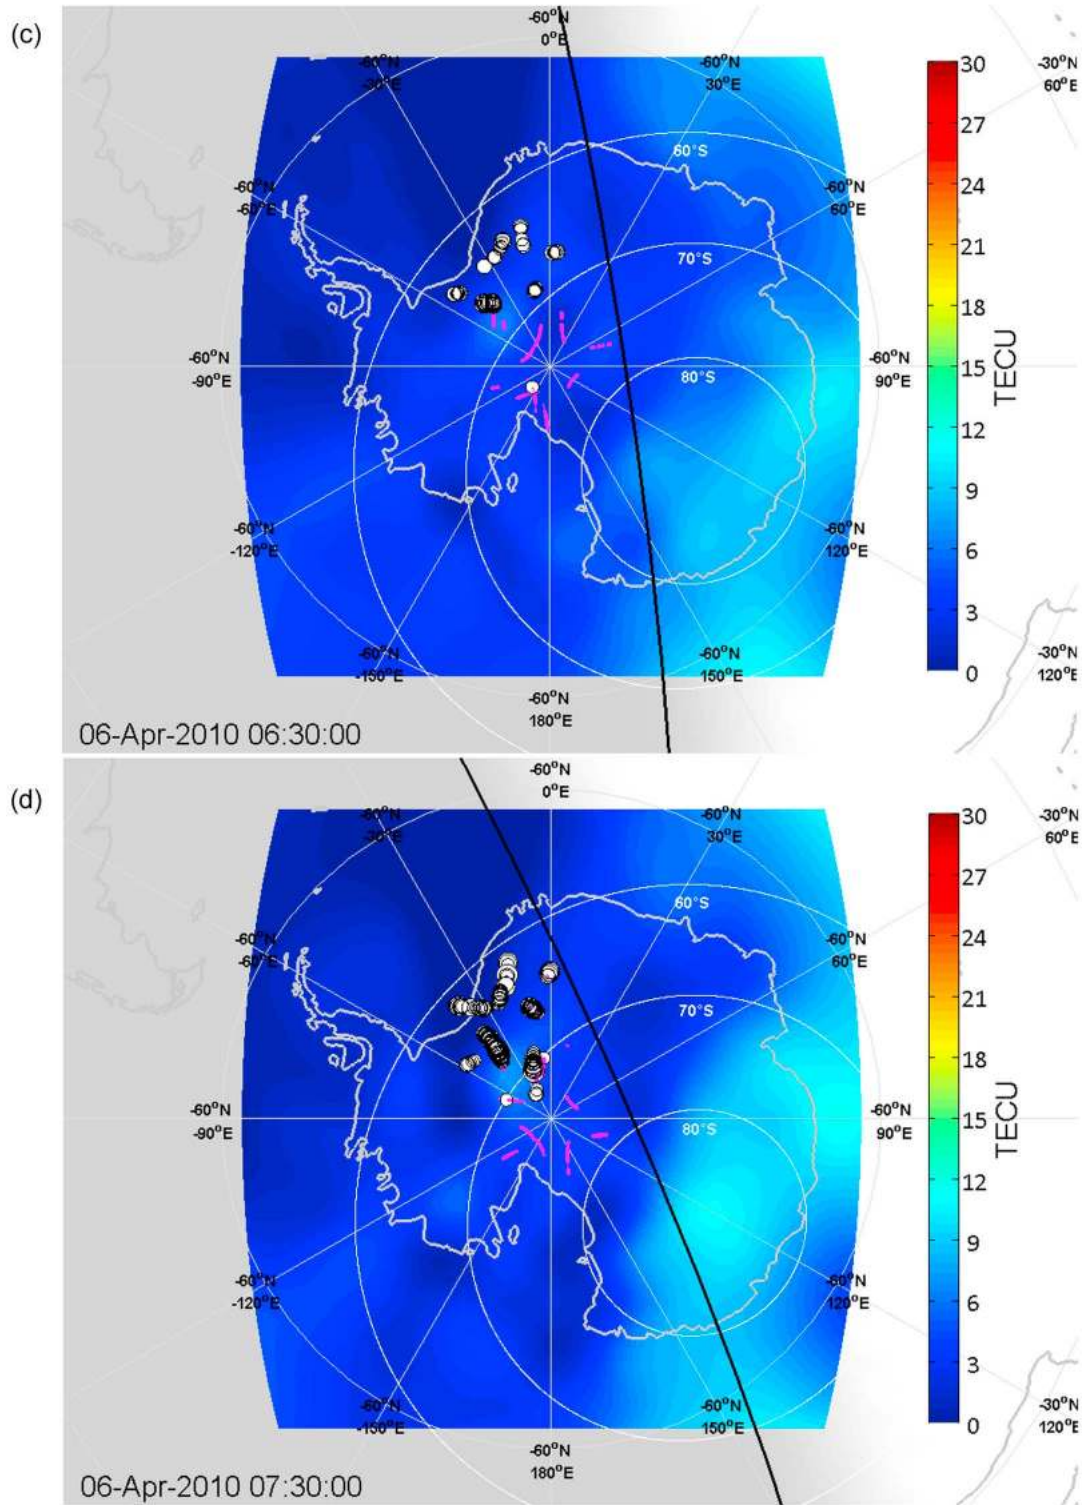 (c)
-60°N
0°E
-60°N
30°E
-60°N
30°E
-30°N
60°E
60°S
-60°N
60°E
-60°N
60°E
70°S
-60°N
-90°E
80°S
-60°N
90°E
-60°N
-120°E
-60°N
120°E
-60°N
-150°E
-60°N
150°E
-60°N
180°E
-30°N
120°E
30
27
24
21
18
15
12
9
6
3
0
TECU
06-Apr-2010 06:30:00
(d)
-60°N
0°E
-60°N
30°E
-60°N
30°E
-30°N
60°E
60°S
-60°N
60°E
-60°N
60°E
70°S
-60°N
-90°E
80°S
-60°N
90°E
-60°N
-120°E
-60°N
120°E
-60°N
-150°E
-60°N
150°E
-60°N
180°E
-30°N
120°E
30
27
24
21
18
15
12
9
6
3
0
TECU
06-Apr-2010 07:30:00